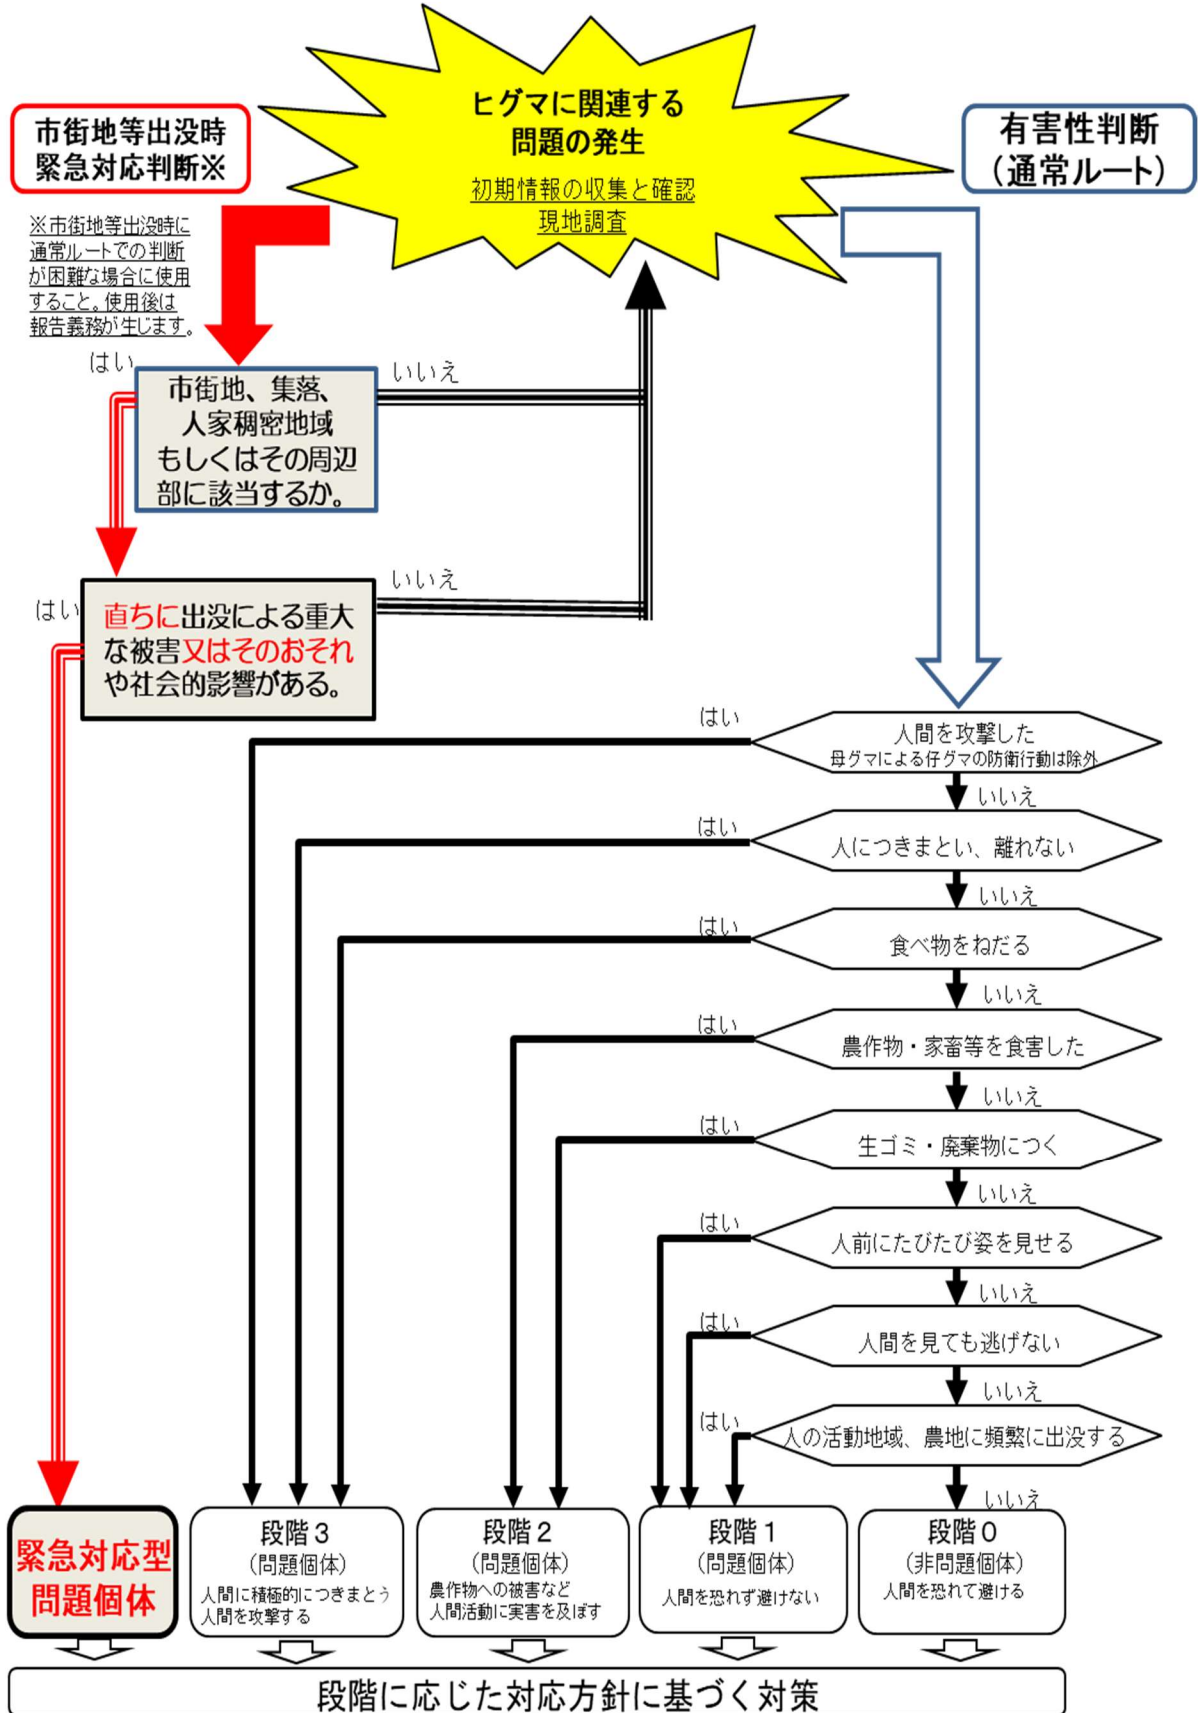 ヒグマに関連する
問題の発生
初期情報の収集と確認
現地調査
市街地等出没時
緊急対応判断※
有害性判断
（通常ルート）
※市街地等出没時に
通常ルートでの判断
が困難な場合に使用
すること。使用後は
報告義務が生じます。
はい
いいえ
市街地、集落、
人家稠密地域
もしくはその周辺
部に該当するか。
はい
いいえ
直ちに出没による重大
な被害又はそのおそれ
や社会的影響がある。
はい
人間を攻撃した
母グマによる仔グマの防衛行動は除外
いいえ
はい
人につきまとい、離れない
いいえ
はい
食べ物をねだる
いいえ
はい
農作物・家畜等を食害した
いいえ
はい
生ゴミ・廃棄物につく
いいえ
はい
人前にたびたび姿を見せる
いいえ
はい
人間を見ても逃げない
いいえ
はい
人の活動地域、農地に頻繁に出没する
いいえ
緊急対応型
問題個体
段階３
（問題個体）
人間に積極的につきまとう
人間を攻撃する
段階２
（問題個体）
農作物への被害など
人間活動に実害を及ぼす
段階１
（問題個体）
人間を恐れず避けない
段階０
（非問題個体）
人間を恐れて避ける
段階に応じた対応方針に基づく対策